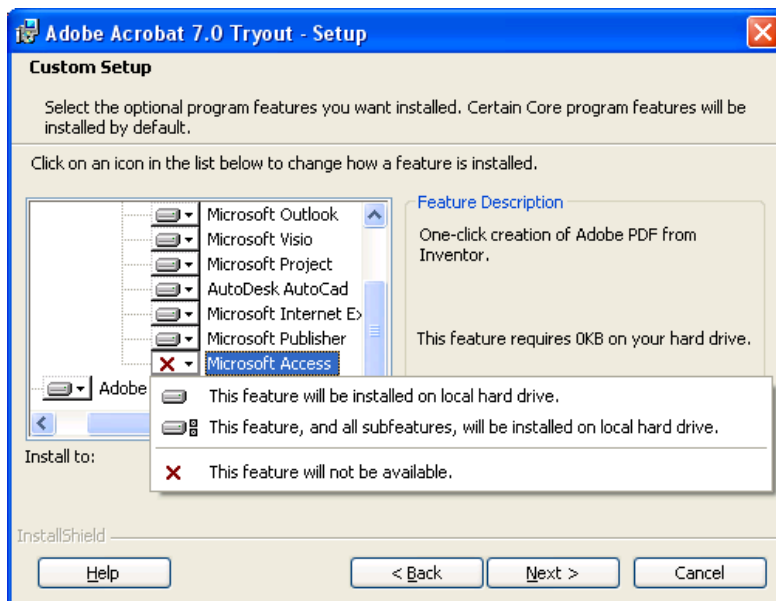 Adobe Acrobat 7.0 Tryout - Setup
Custom Setup
Select the optional program features you want installed. Certain Core program features will be
installed by default.
Click on an icon in the list below to change how a feature is installed.
Microsoft Outlook
Microsoft Visio
Microsoft Project
AutoDesk AutoCad
Microsoft Internet Ex
Microsoft Publisher
Microsoft Access
Adobe
Feature Description
One-click creation of Adobe PDF from
Inventor.
This feature requires 0KB on your hard drive.
This feature will be installed on local hard drive.
This feature, and all subfeatures, will be installed on local hard drive.
This feature will not be available.
Install to:
InstallShield
Help
< Back
Next >
Cancel